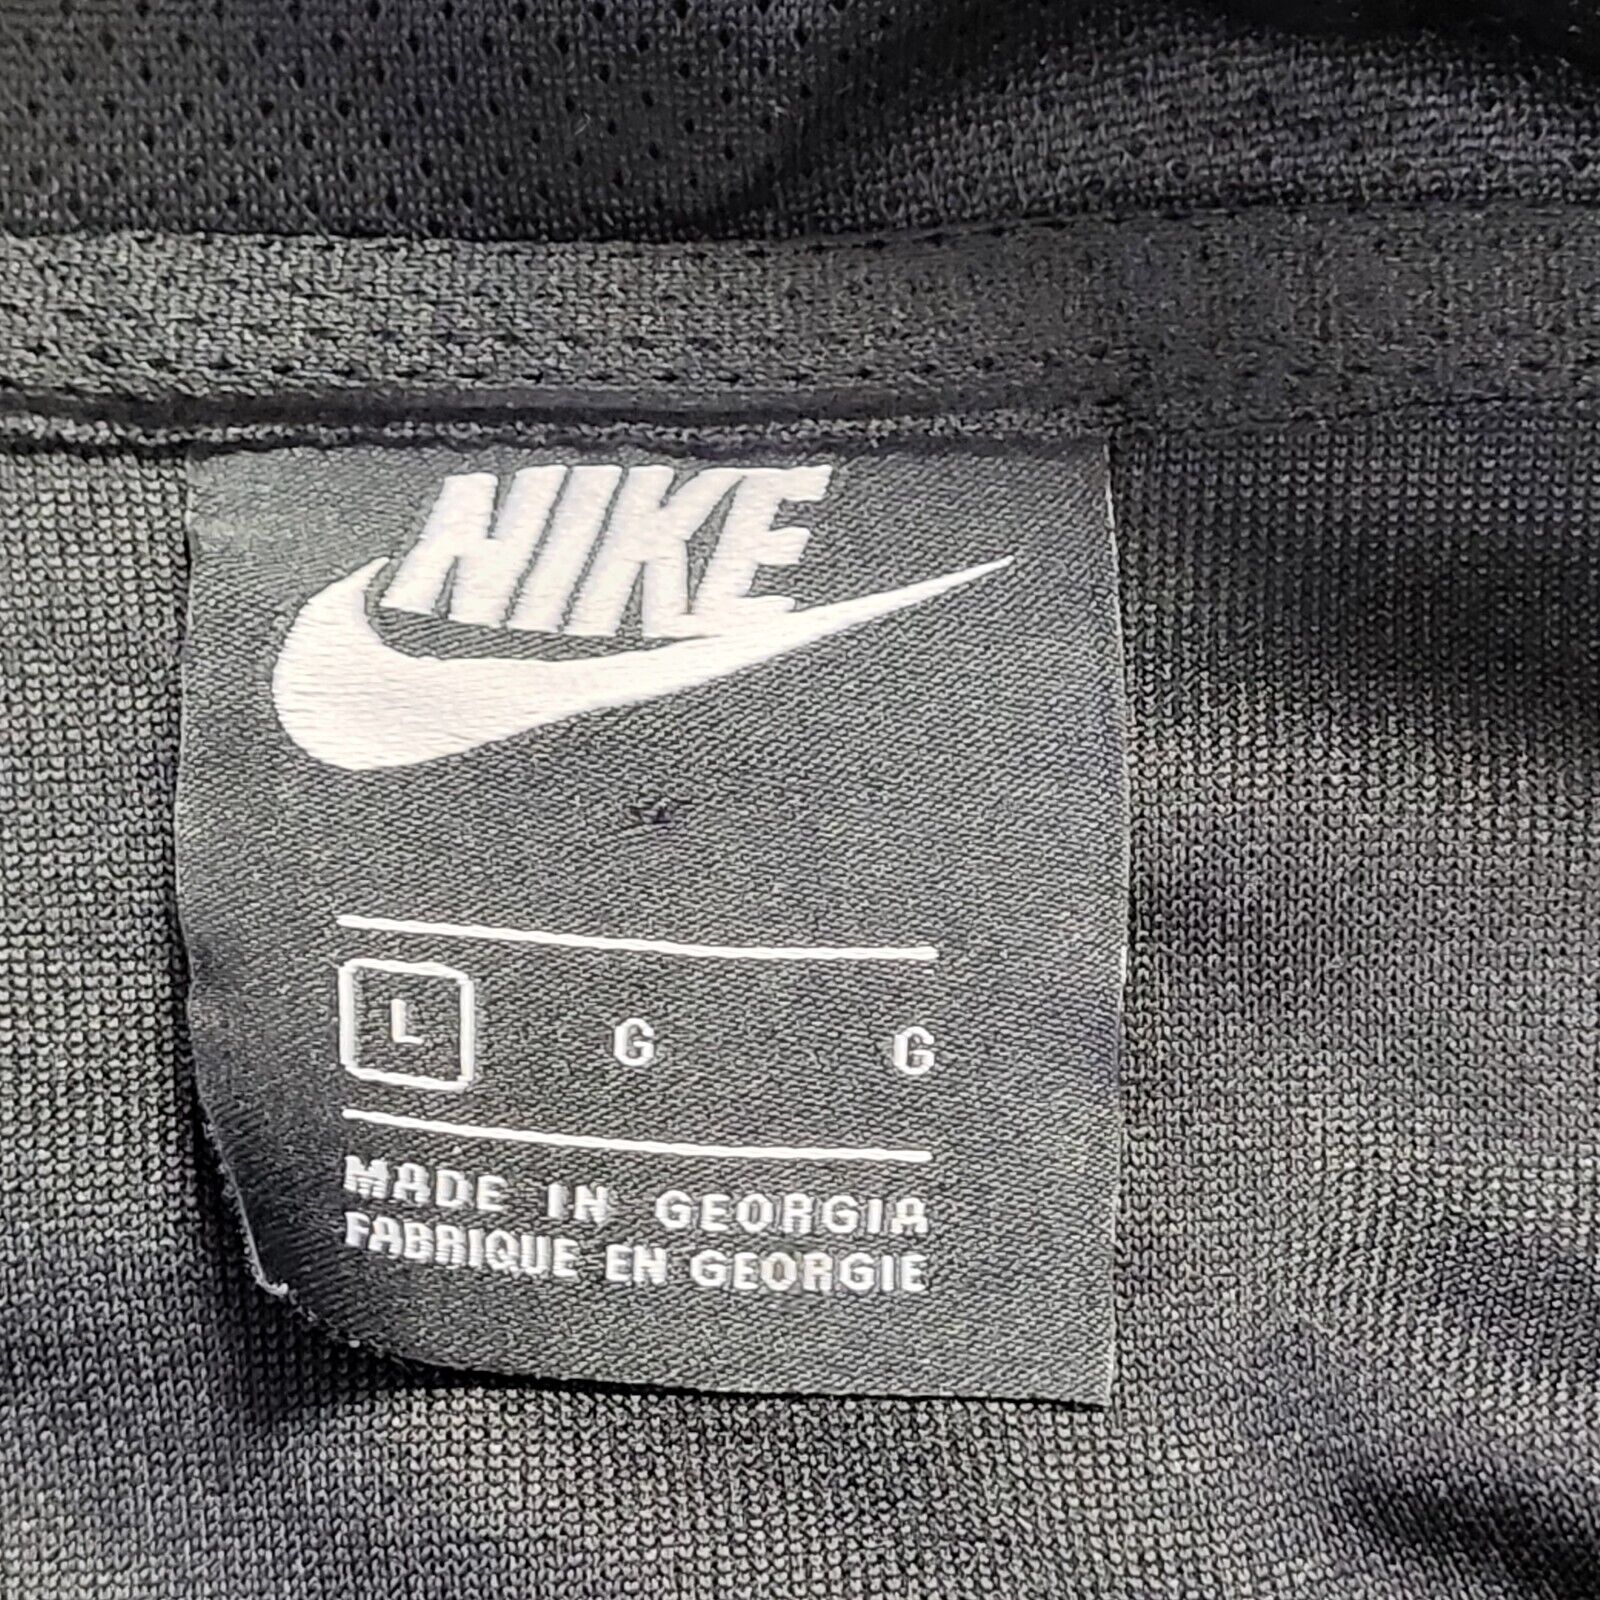 NIKE
L G G
MADE IN GEORGIA
FABRIQUE EN GEORGIE